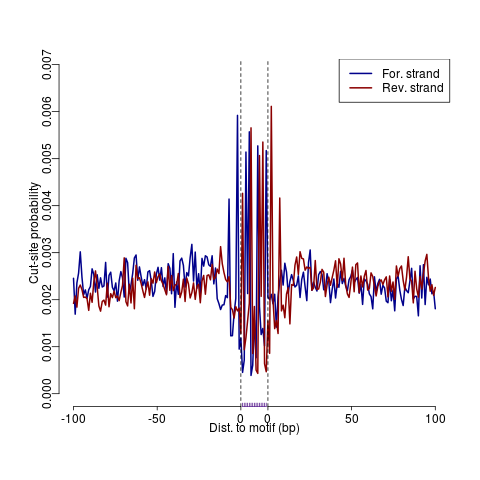 For. strand
Rev. strand
Cut-site probability
0.007
0.006
0.005
0.004
0.003
0.002
0.001
0.000
-100 -50 0 0 50 100
Dist. to motif (bp)